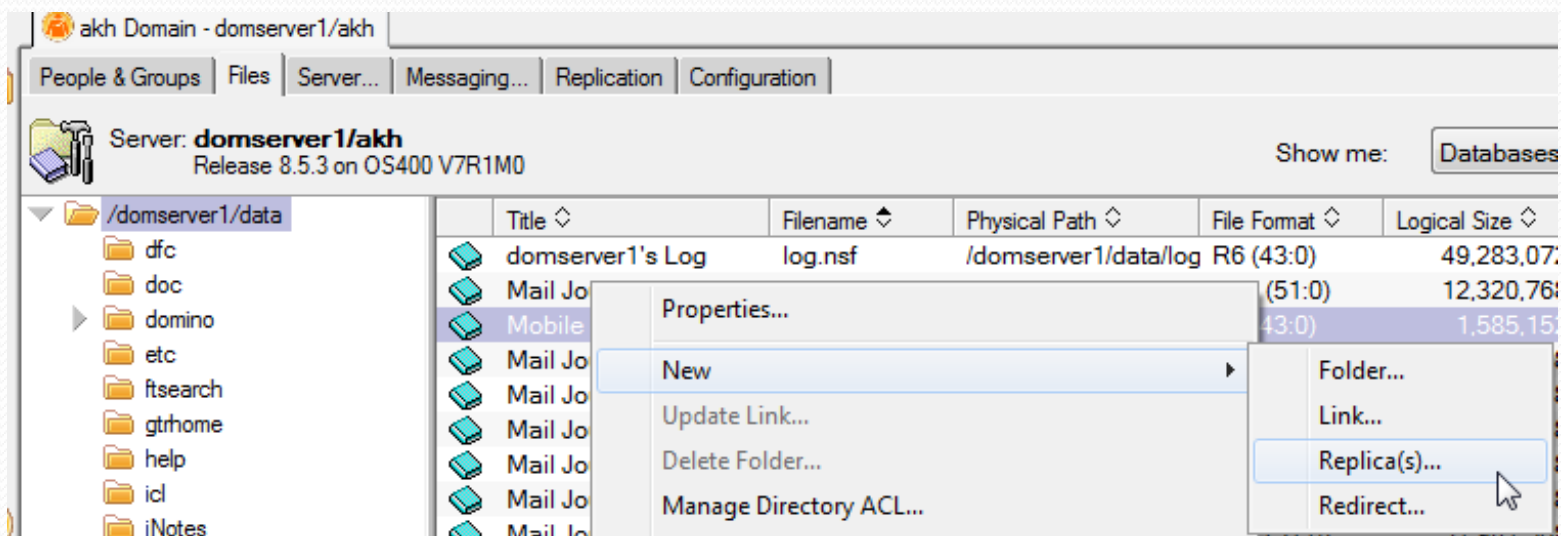 akh Domain - domserver1/akh
People & Groups Files Server... Messaging... Replication Configuration
Server: domserver1/akh
Release 8.5.3 on OS400 V7R1M0
Show me: Databases
/domserver1/data
dfc
doc
domino
etc
ftsearch
gtrhome
help
icl
iNotes
Title Filename Physical Path File Format Logical Size
domserver1's Log log.nsf /domserver1/data/log R6 (43:0) 49,283,07
Mail Jo (51:0) 12,320,768
Mobile 43:0) 1,585,15
Mail Jo
Mail Jo
Mail Jo
Mail Jo
Mail Jo
Mail Jo
Properties...
New
Update Link...
Delete Folder...
Manage Directory ACL...
Folder...
Link...
Replica(s)...
Redirect...